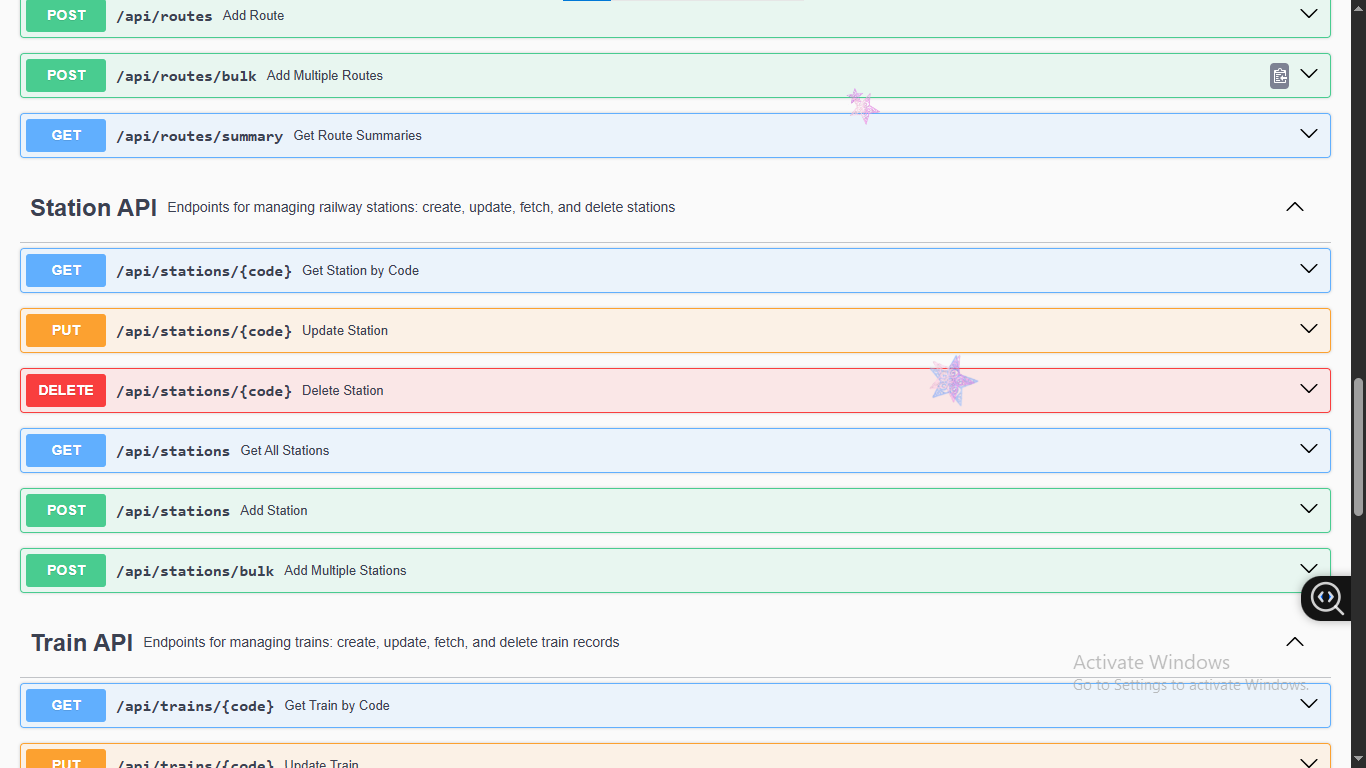 POST /api/routes Add Route
POST /api/routes/bulk Add Multiple Routes
GET /api/routes/summary Get Route Summaries
Station API Endpoints for managing railway stations: create, update, fetch, and delete stations
GET /api/stations/{code} Get Station by Code
PUT /api/stations/{code} Update Station
DELETE /api/stations/{code} Delete Station
GET /api/stations Get All Stations
POST /api/stations Add Station
POST /api/stations/bulk Add Multiple Stations
Train API Endpoints for managing trains: create, update, fetch, and delete train records
Activate Windows
Go to Settings to activate Windows.
GET /api/trains/{code} Get Train by Code
PUT /api/trains/{code} Update Train